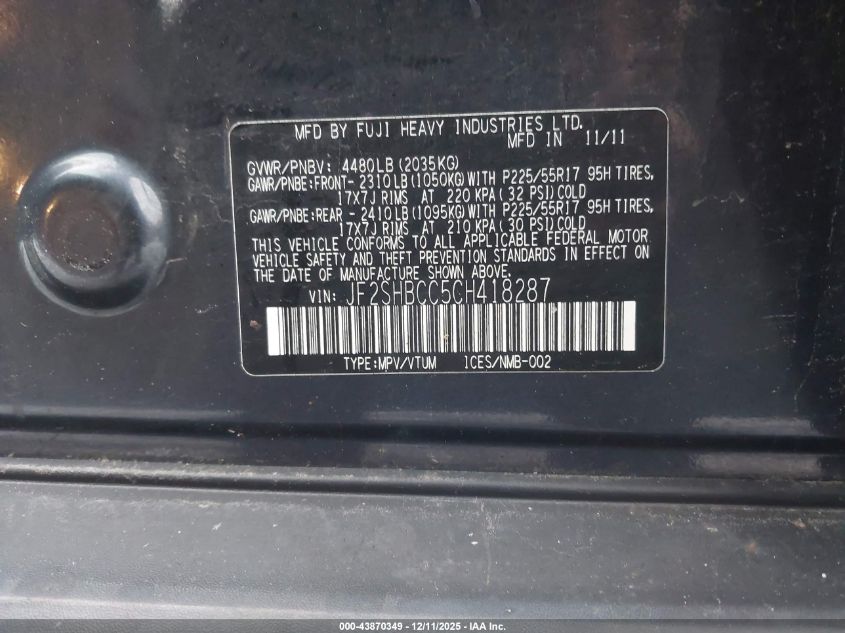 MFD BY FUJI HEAVY INDUSTRIES LTD.
MFD IN 11/11
GVWR/PNBV: 4480LB(2035KG)
GAWR/PNBE:FRONT- 2310LB(1050KG)WITH P225/55R17 95H TIRES,
17X7J RIMS AT 220 KPA(32 PSI)COLD
GAWR/PNBE:REAR - 2410LB(1095KG)WITH P225/55R17 95H TIRES,
17X7J RIMS AT 210 KPA(30 PSI)COLD
THIS VEHICLE CONFORMS TO ALL APPLICABLE FEDERAL MOTOR
VEHICLE SAFETY AND THEFT PREVENTION STANDARDS IN EFFECT ON
THE DATE OF MANUFACTURE SHOWN ABOVE.
VIN: JF2SHBCC5CH418287
TYPE:MPV/VTUM ICES/NMB-002
000-43870349 - 12/11/2025 - IAA Inc.